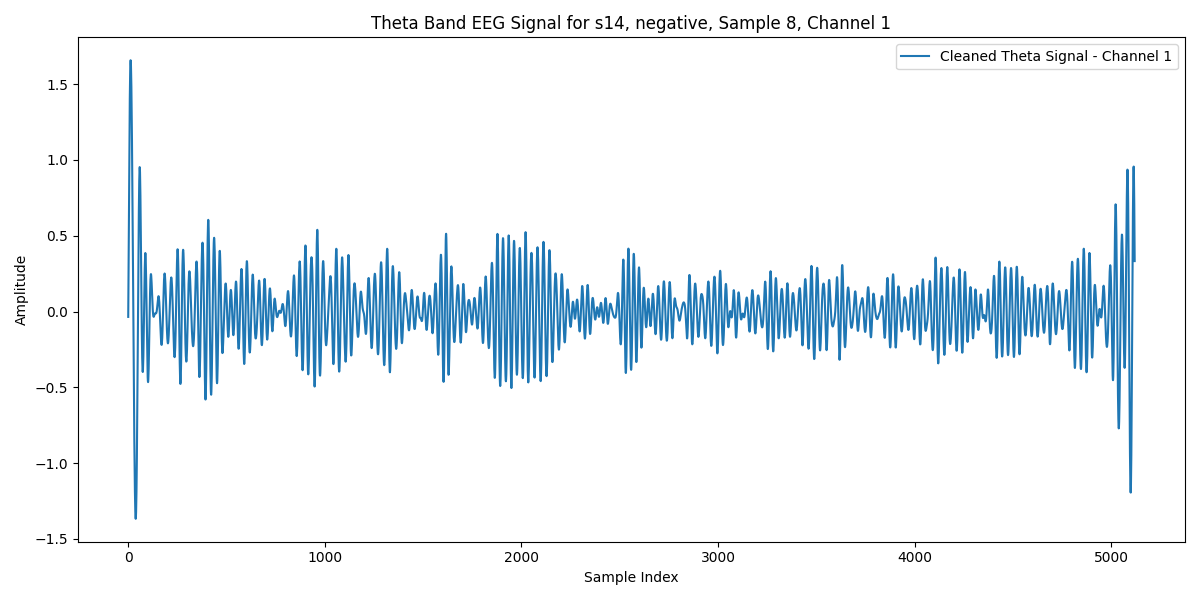 Theta Band EEG Signal for s14, negative, Sample 8, Channel 1
Cleaned Theta Signal - Channel 1
Amplitude
1.5
1.0
0.5
0.0
−0.5
−1.0
−1.5
0 1000 2000 3000 4000 5000
Sample Index